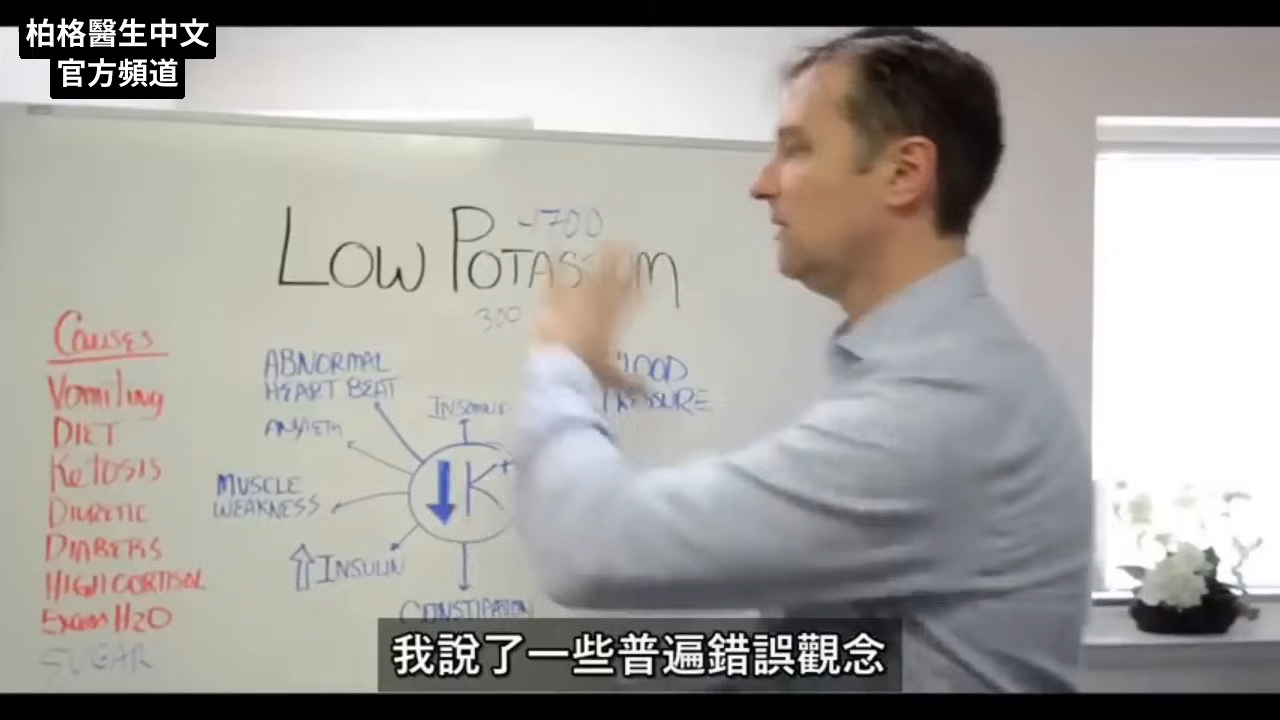 柏格醫生中文
官方頻道
4700
LOW POTASSIUM
300
Causes
Vomiting
DIET
KETOSIS
DIURETIC
DIABETES
HIGH CORTISOL
H2O
SUGAR
ABNORMAL
HEART BEAT
ANXIETY
MUSCLE
WEAKNESS
INSULIN
CONSTIPATION
INSOMNIA
K+
我說了一些普遍錯誤觀念